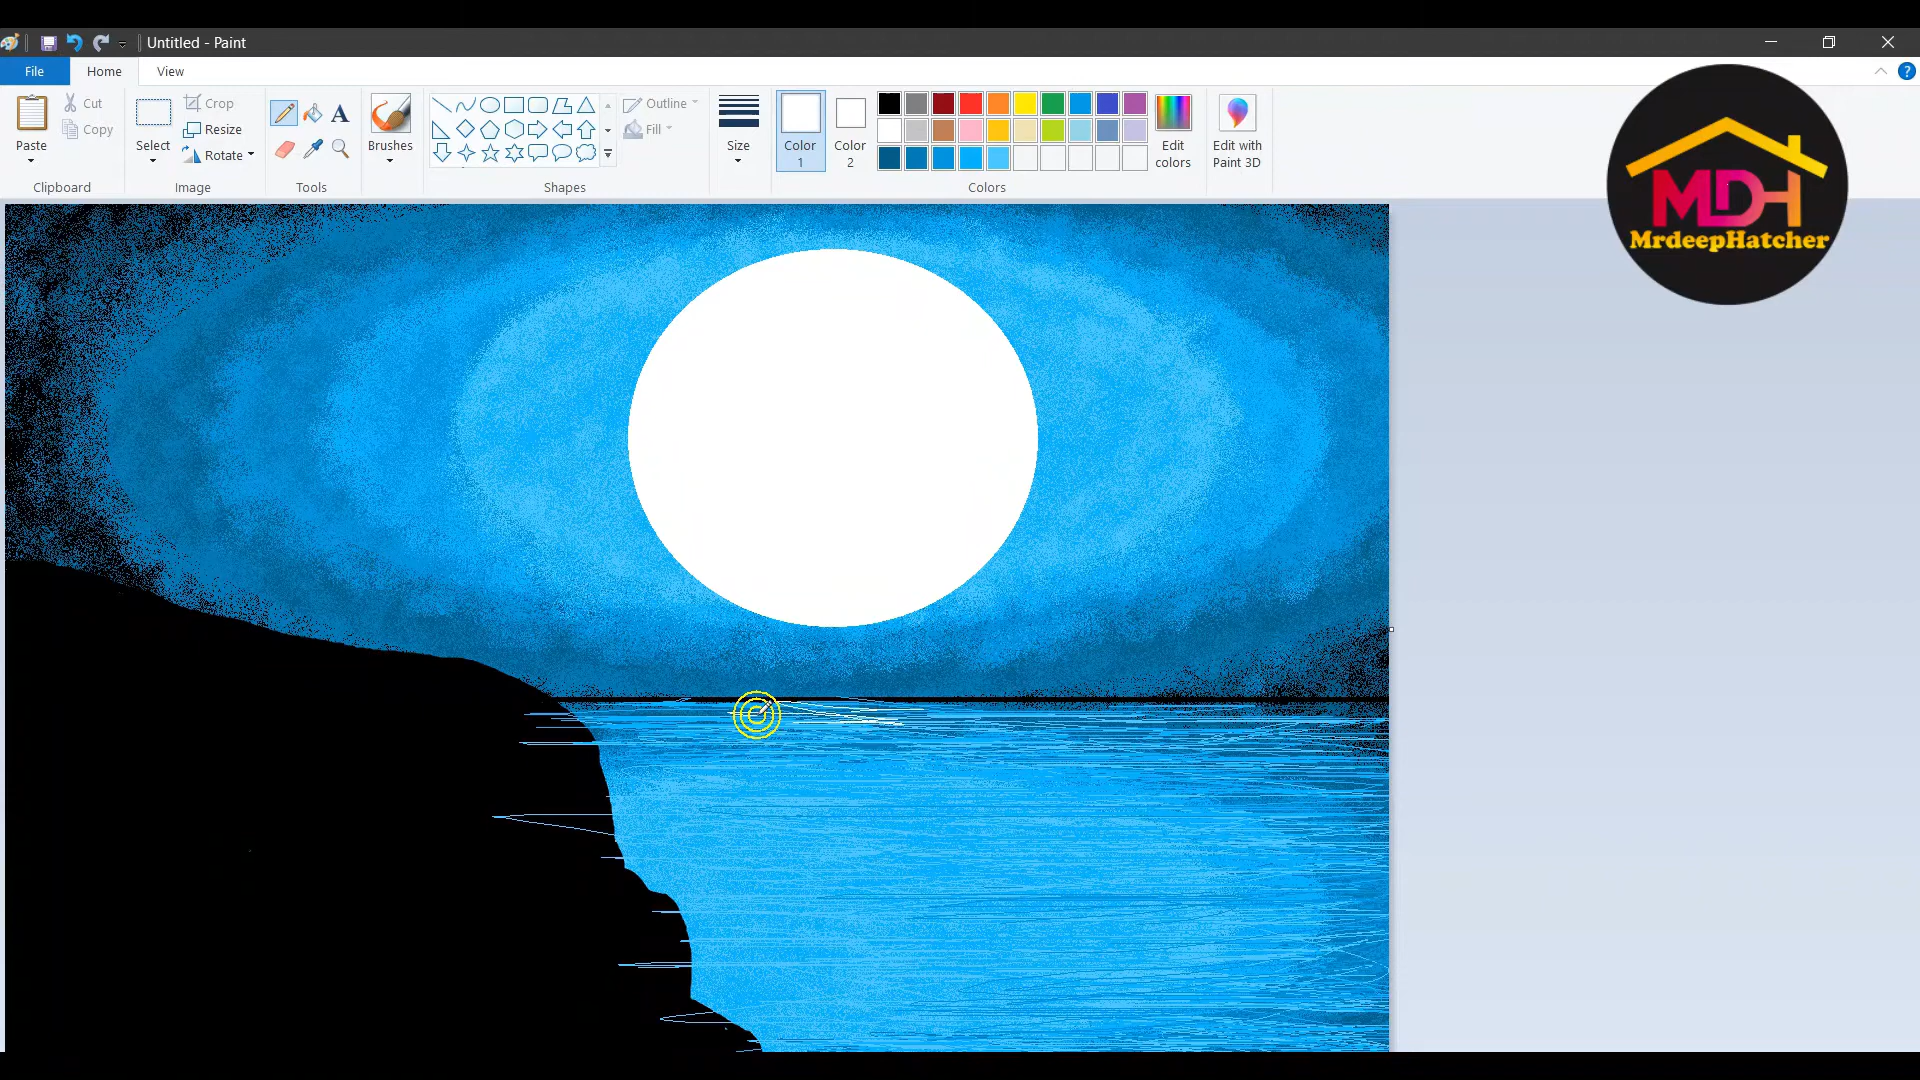 Untitled - Paint
File Home View
Paste
Cut
Copy
Clipboard
Select
Crop
Resize
Rotate
Image
A
Tools
Brushes
Outline
Fill
Shapes
Size
Color 1
Color 2
Colors
Edit colors
Edit with Paint 3D
?
MDH
MrdeepHatcher